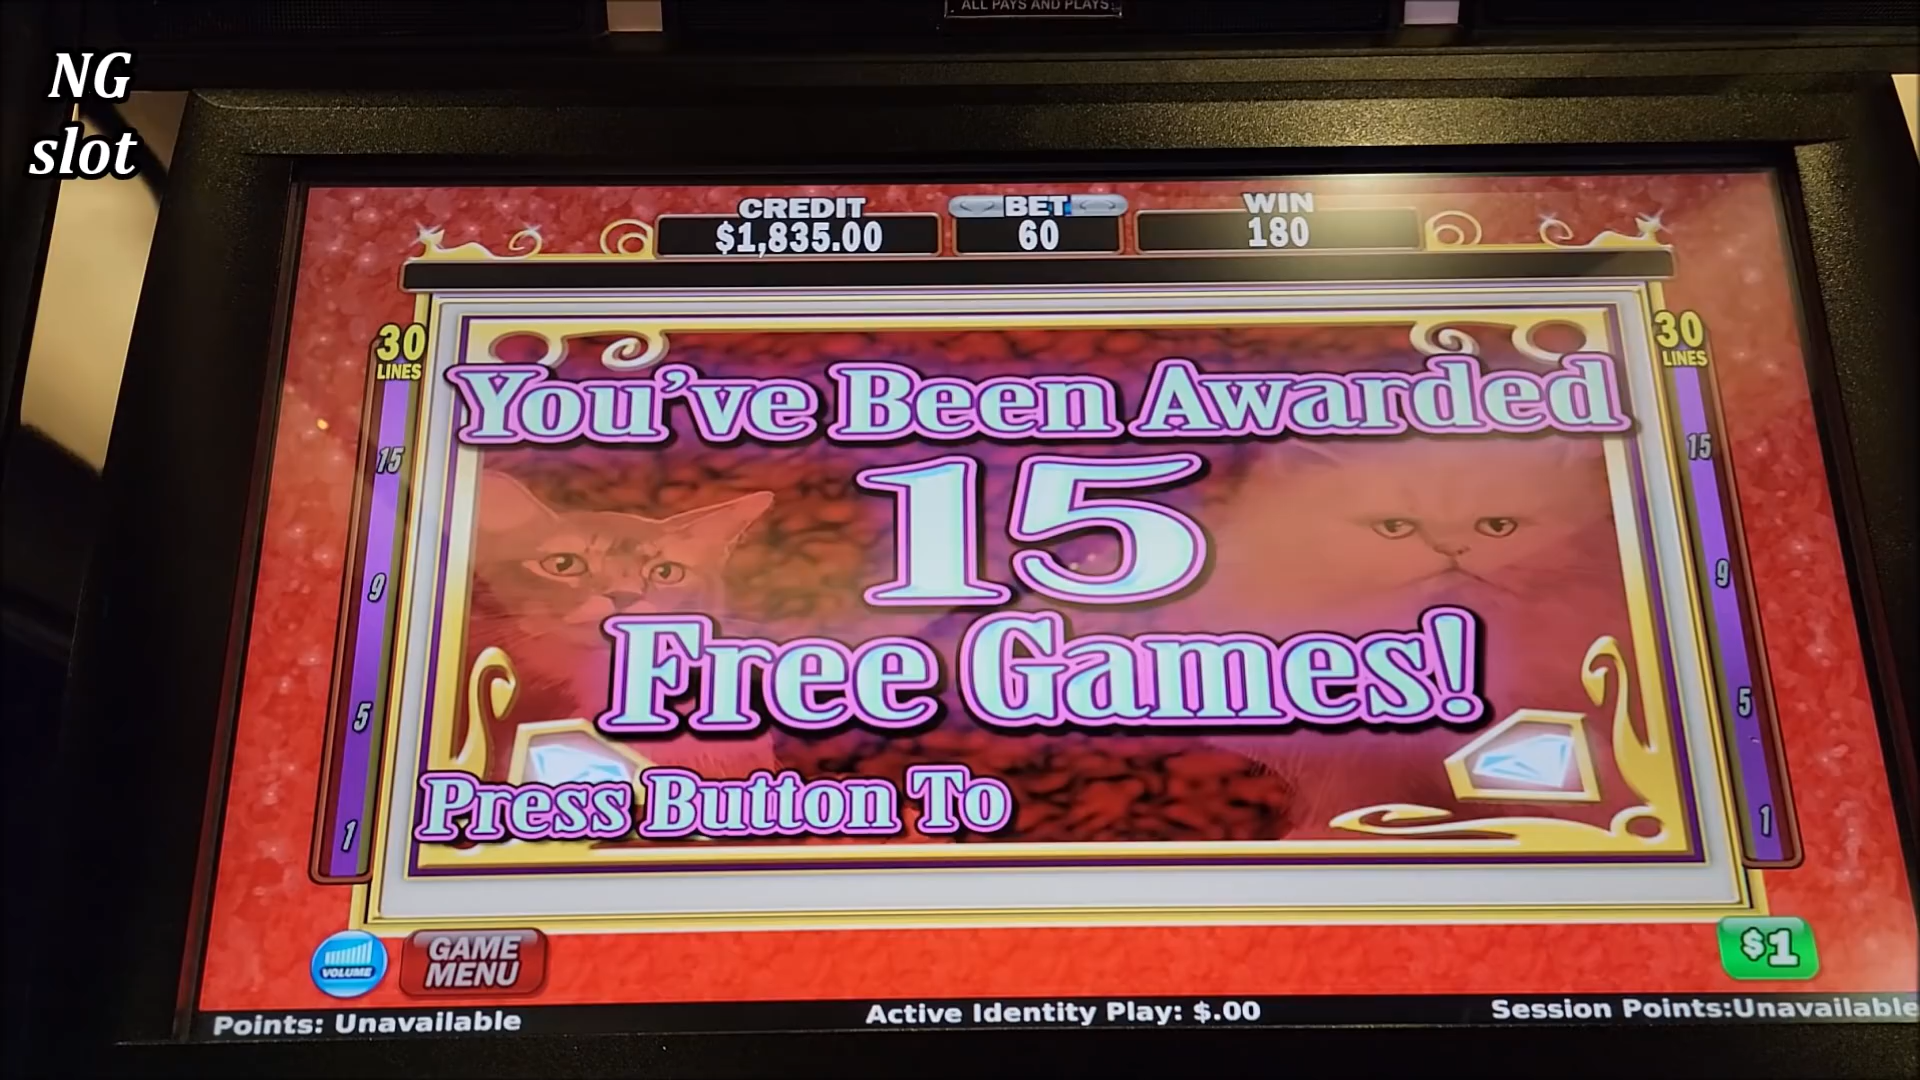 ALL PAYS AND PLAYS
NG
slot
CREDIT
$1,835.00
BET
60
WIN
180
30
LINES
15
9
5
1
30
LINES
15
9
5
1
You've Been Awarded
15
Free Games!
Press Button To
VOLUME
GAME
MENU
$1
Points: Unavailable
Active Identity Play: $.00
Session Points:Unavailable